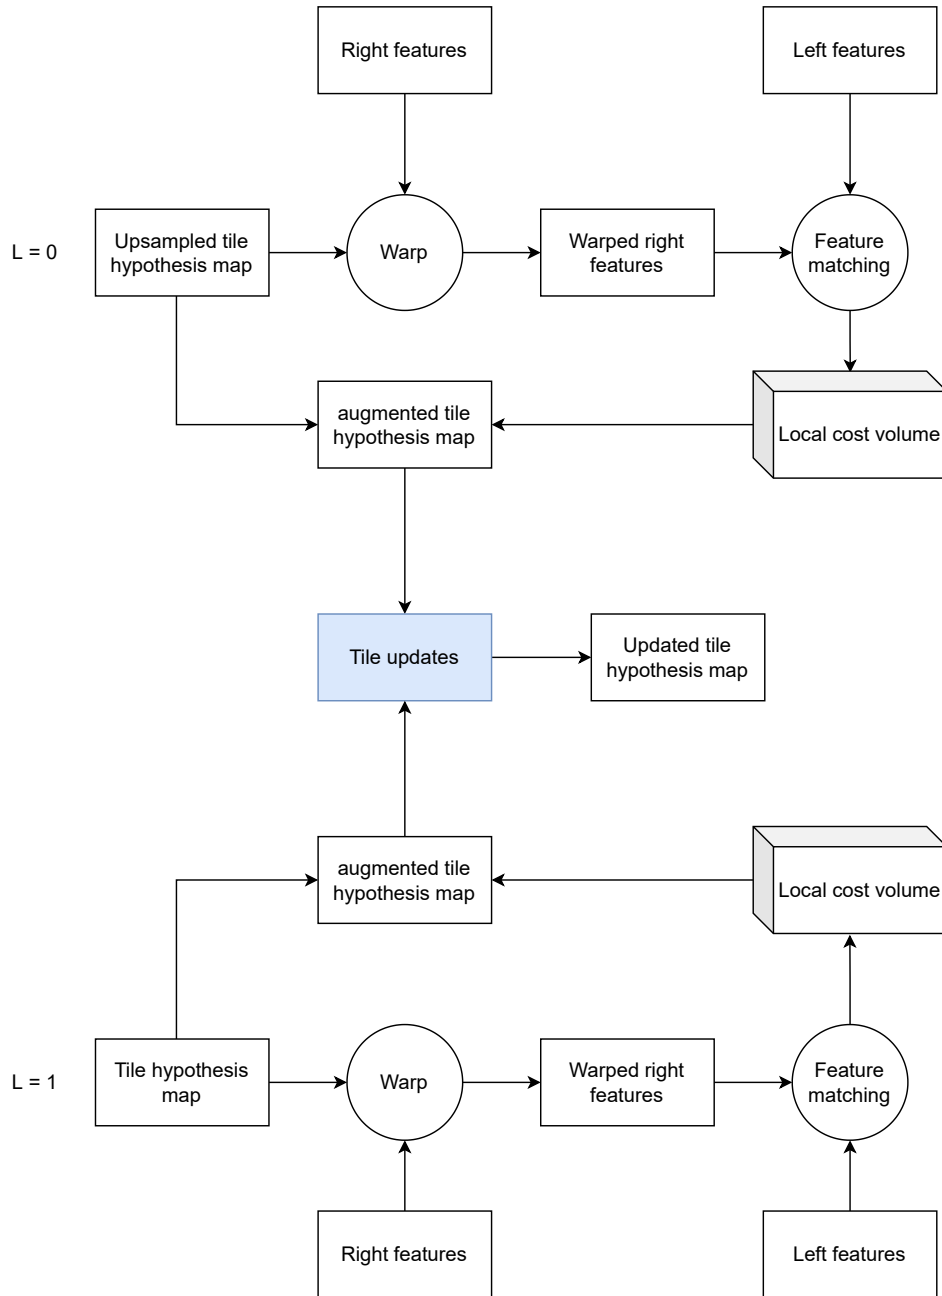 Right features
Left features
L = 0
Upsampled tile
hypothesis map
Warp
Warped right
features
Feature
matching
augmented tile
hypothesis map
Local cost volume
Tile updates
Updated tile
hypothesis map
augmented tile
hypothesis map
Local cost volume
L = 1
Tile hypothesis
map
Warp
Warped right
features
Feature
matching
Right features
Left features